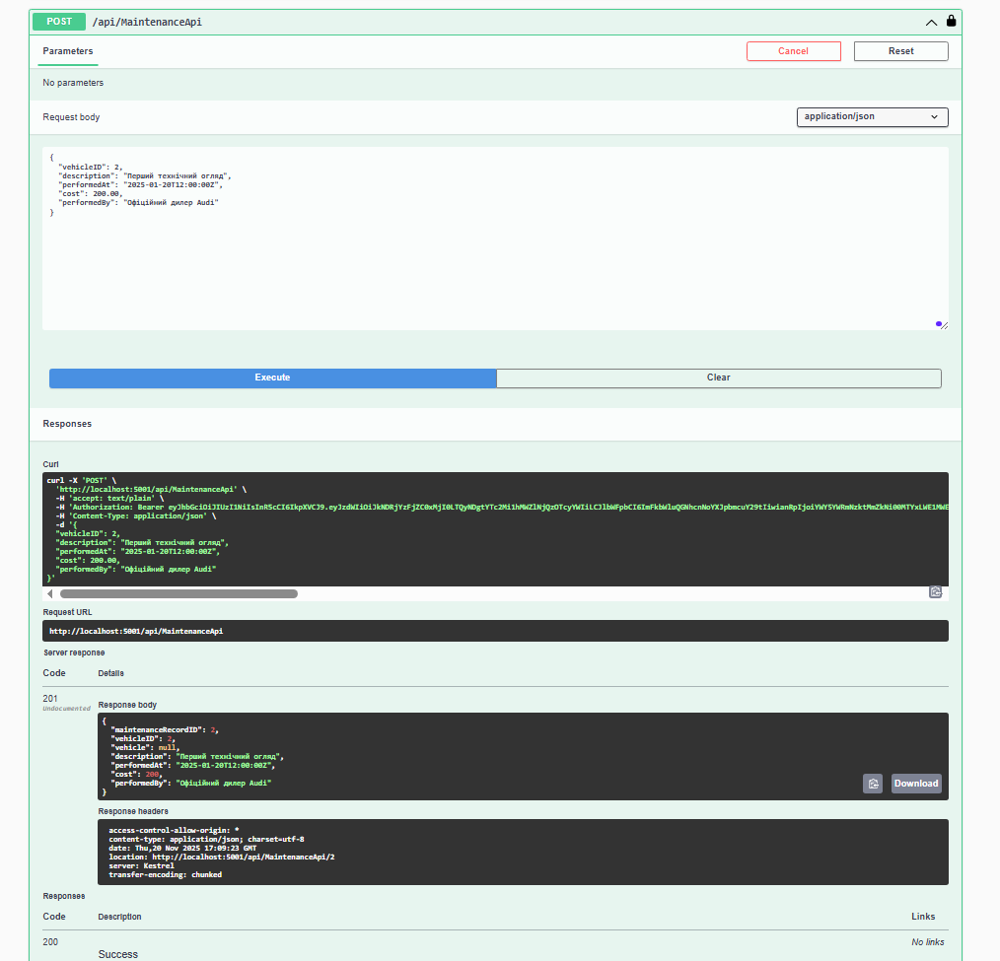 POST /api/MaintenanceApi
Parameters
Cancel
Reset
No parameters
Request body
application/json
{
"vehicleID": 2,
"description": "Перший технічний огляд",
"performedAt": "2025-01-20T12:00:00Z",
"cost": 200.00,
"performedBy": "Офіційний дилер Audi"
}
Execute
Clear
Responses
Curl
curl -X 'POST' \
'http://localhost:5001/api/MaintenanceApi' \
-H 'accept: text/plain' \
-H 'Authorization: Bearer
-H 'Content-Type: application/json' \
-d '{
"vehicleID": 2,
"description": "Перший технічний огляд",
"performedAt": "2025-01-20T12:00:00Z",
"cost": 200.00,
"performedBy": "Офіційний дилер Audi"
}'
Request URL
http://localhost:5001/api/MaintenanceApi
Server response
Code Details
201
Undocumented
Response body
{
"maintenanceRecordID": 2,
"vehicleID": 2,
"vehicle": null,
"description": "Перший технічний огляд",
"performedAt": "2025-01-20T12:00:00Z",
"cost": 200,
"performedBy": "Офіційний дилер Audi"
}
Download
Response headers
access-control-allow-origin: *
content-type: application/json; charset=utf-8
date: Thu,20 Nov 2025 17:09:23 GMT
location: http://localhost:5001/api/MaintenanceApi/2
server: Kestrel
transfer-encoding: chunked
Responses
Code Description Links
200 No links
Success